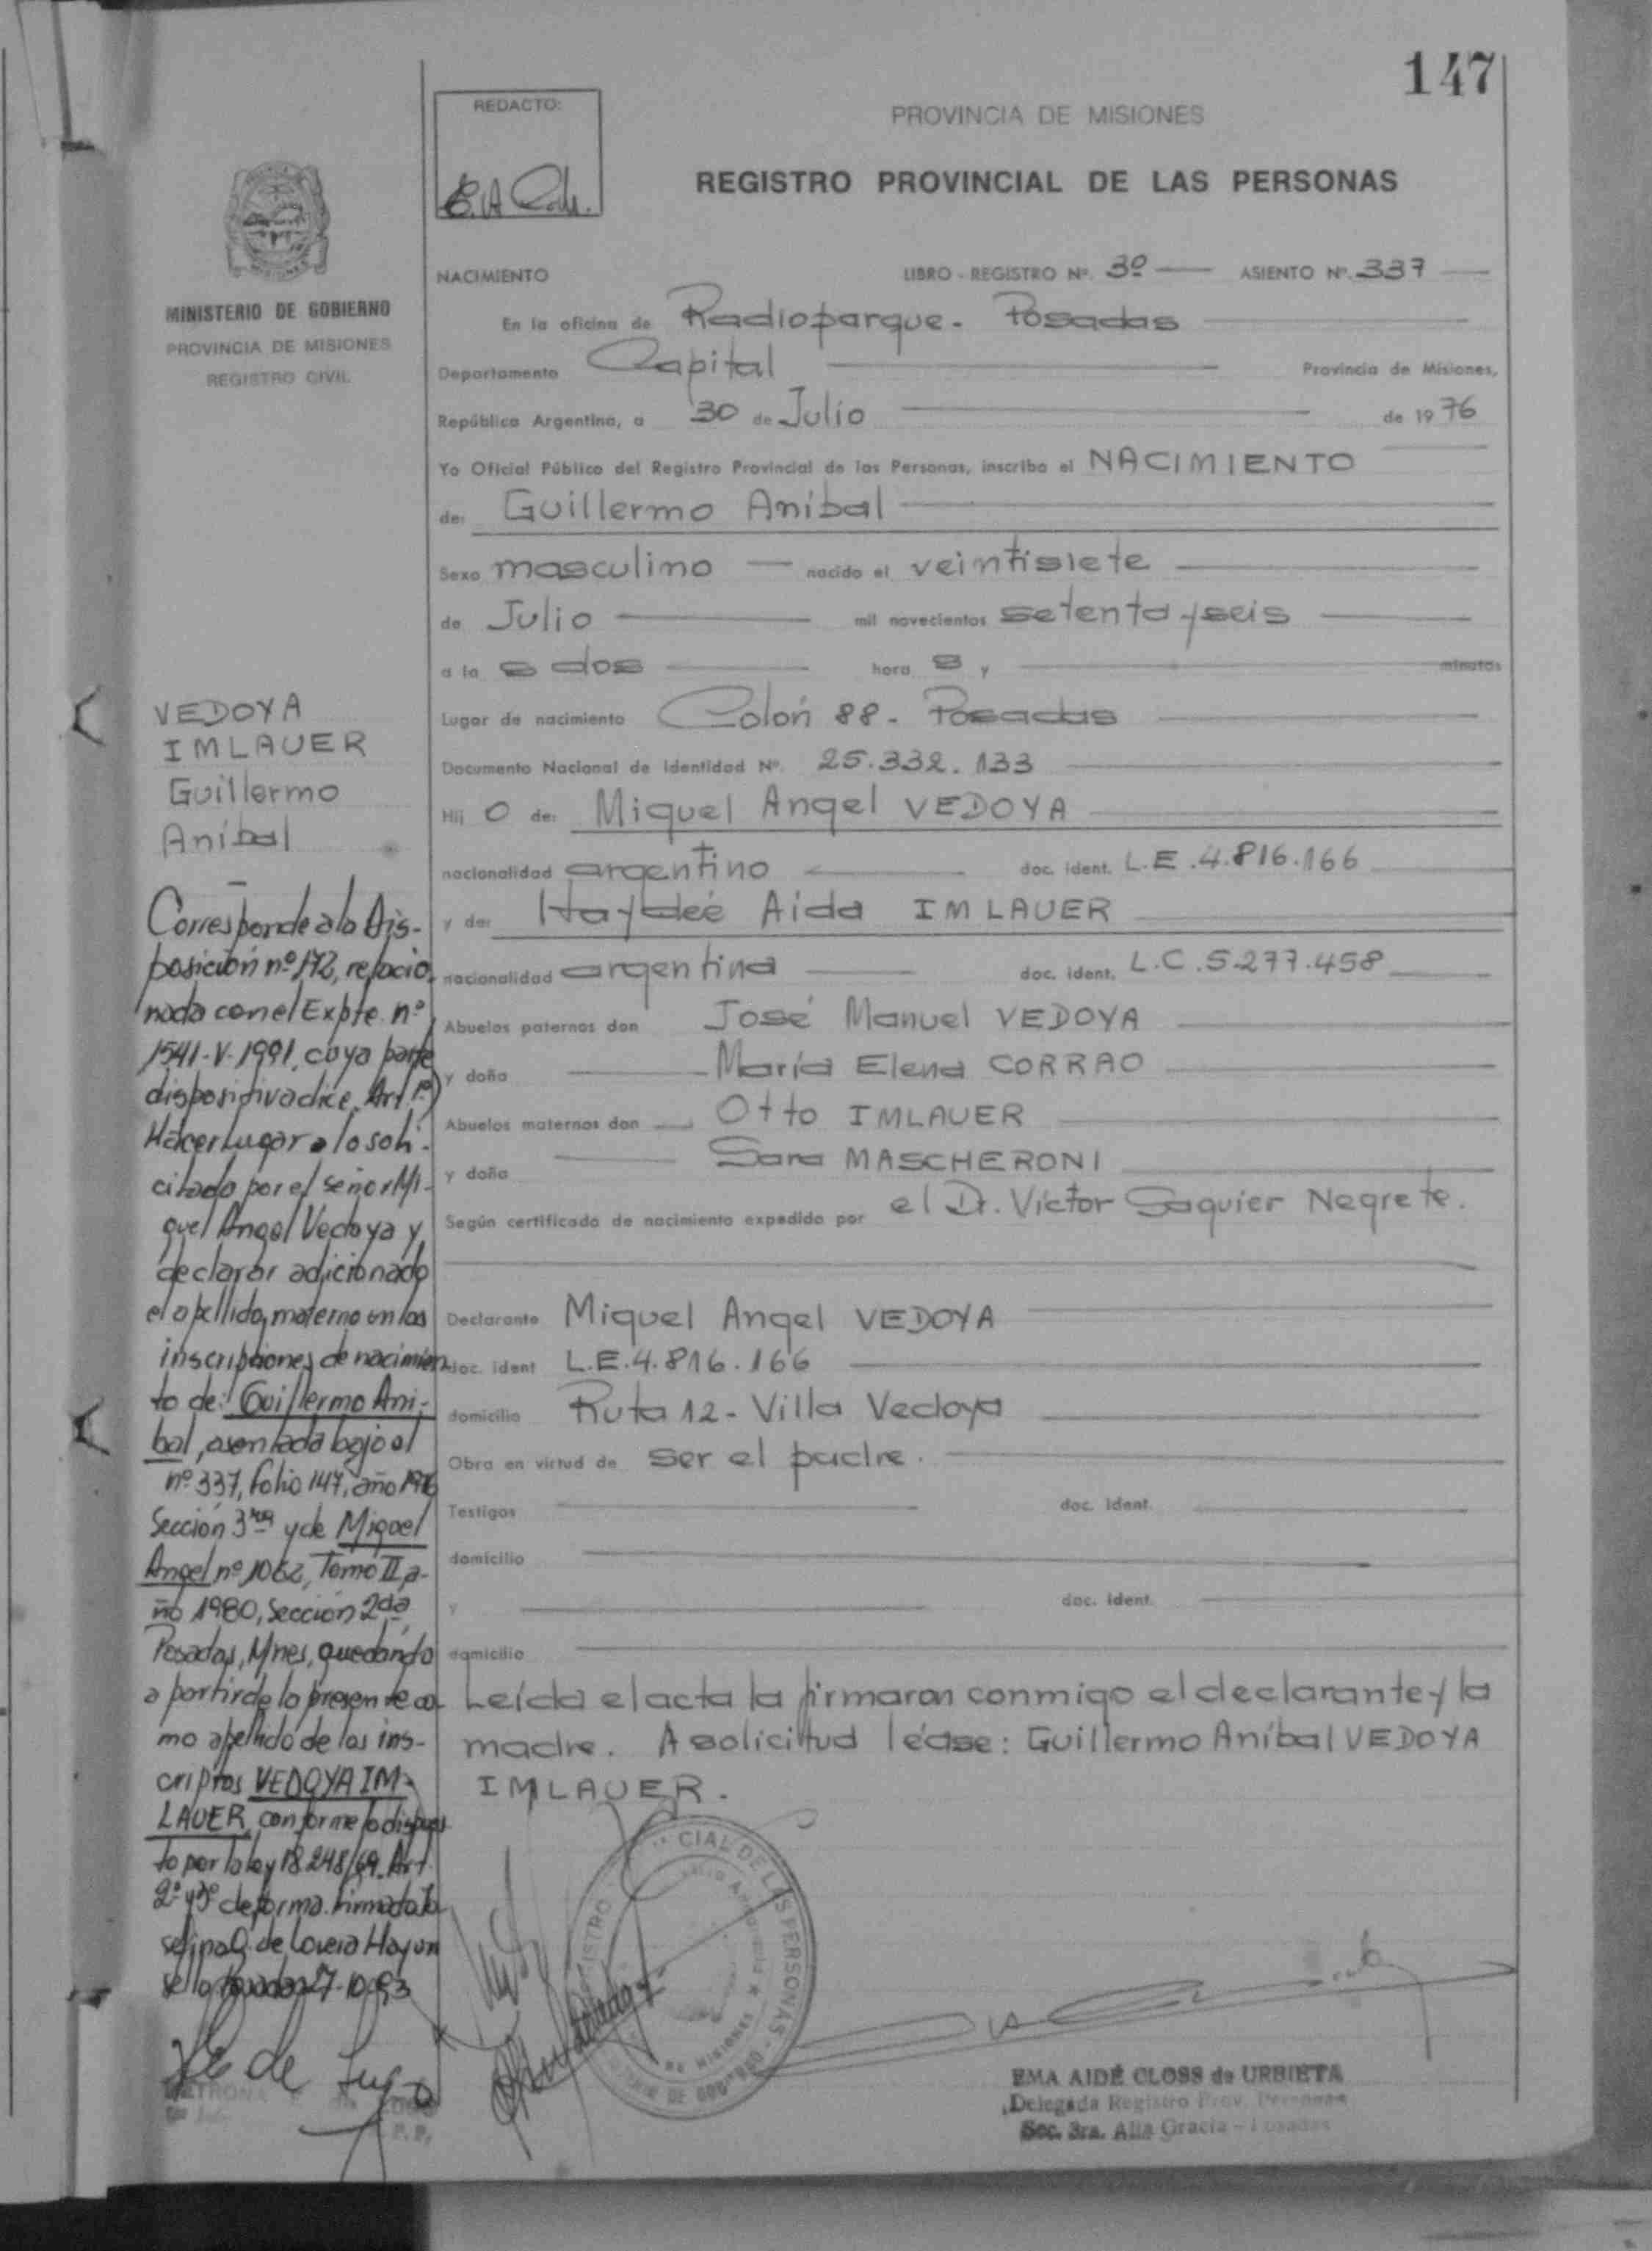 147
REDACTO:
PROVINCIA DE MISIONES
REGISTRO PROVINCIAL DE LAS PERSONAS
MINISTERIO DE GOBIERNO
PROVINCIA DE MISIONES
REGISTRO CIVIL
NACIMIENTO LIBRO - REGISTRO Nº. 3º ASIENTO Nº. 337
En la oficina de Radioparque - Posadas
Departamento Capital Provincia de Misiones,
República Argentina, a 30 de Julio de 1976
Yo Oficial Público del Registro Provincial de las Personas, inscribo el NACIMIENTO
de: Guillermo Aníbal
Sexo masculino nacido el veintisiete
de Julio mil novecientos setenta y seis
a la s dos hora s y minutos
Lugar de nacimiento Colón 88 - Posadas
Documento Nacional de Identidad Nº. 25.332.133
Hij o de: Miguel Angel VEDOYA
nacionalidad argentino doc. ident. L.E.4.816.166
y de: Haydeé Aida IMLAUER
nacionalidad argentina doc. ident. L.C.5.277.458
Abuelos paternos don José Manuel VEDOYA
y doña María Elena CORRAO
Abuelos maternos don Otto IMLAUER
y doña Sara MASCHERONI
Según certificado de nacimiento expedido por el Dr. Víctor Saguier Negrete.
Declarante Miguel Angel VEDOYA
doc. ident L.E.4.816.166
domicilio Ruta 12 - Villa Vedoya
Obra en virtud de ser el padre.
Testigos doc. ident.
domicilio
y doc. ident.
domicilio
Leída el acta la firmaron conmigo el declarante y la
madre. A solicitud léase: Guillermo Aníbal VEDOYA
IMLAUER.
VEDOYA
IMLAUER
Guillermo
Aníbal
Corresponde a la Dis-
posición nº 172, relacio-
nada con el Expte. nº
1541-V-1991, cuya parte
dispositiva dice. Art 1º)
Hacer lugar a lo soli-
citado por el señor Mi-
guel Angel Vedoya y
declarar adicionado
el apellido materno en las
inscripciones de nacimien
to de: Guillermo Ani-
bal, asentada bajo el
nº 337, folio 147, año 1976
Sección 3ra y de Miguel
Angel nº 1062, Tomo II a-
ño 1980, Sección 2da
Posadas, Mnes, quedando
a partir de la presente co-
mo apellido de los ins-
criptos VEDOYA IM-
LAUER, conforme lo dispues
to por la ley 18.248/69. Art.
2º y 3º de forma. Firmado Jo
sefina G. de Hay un
sello Posadas 27-10-93
EMA AIDÉ CLOSS de URBIETA
Delegada Registro Prov. Personas
Sec. 3ra. Alta Gracia - Posadas